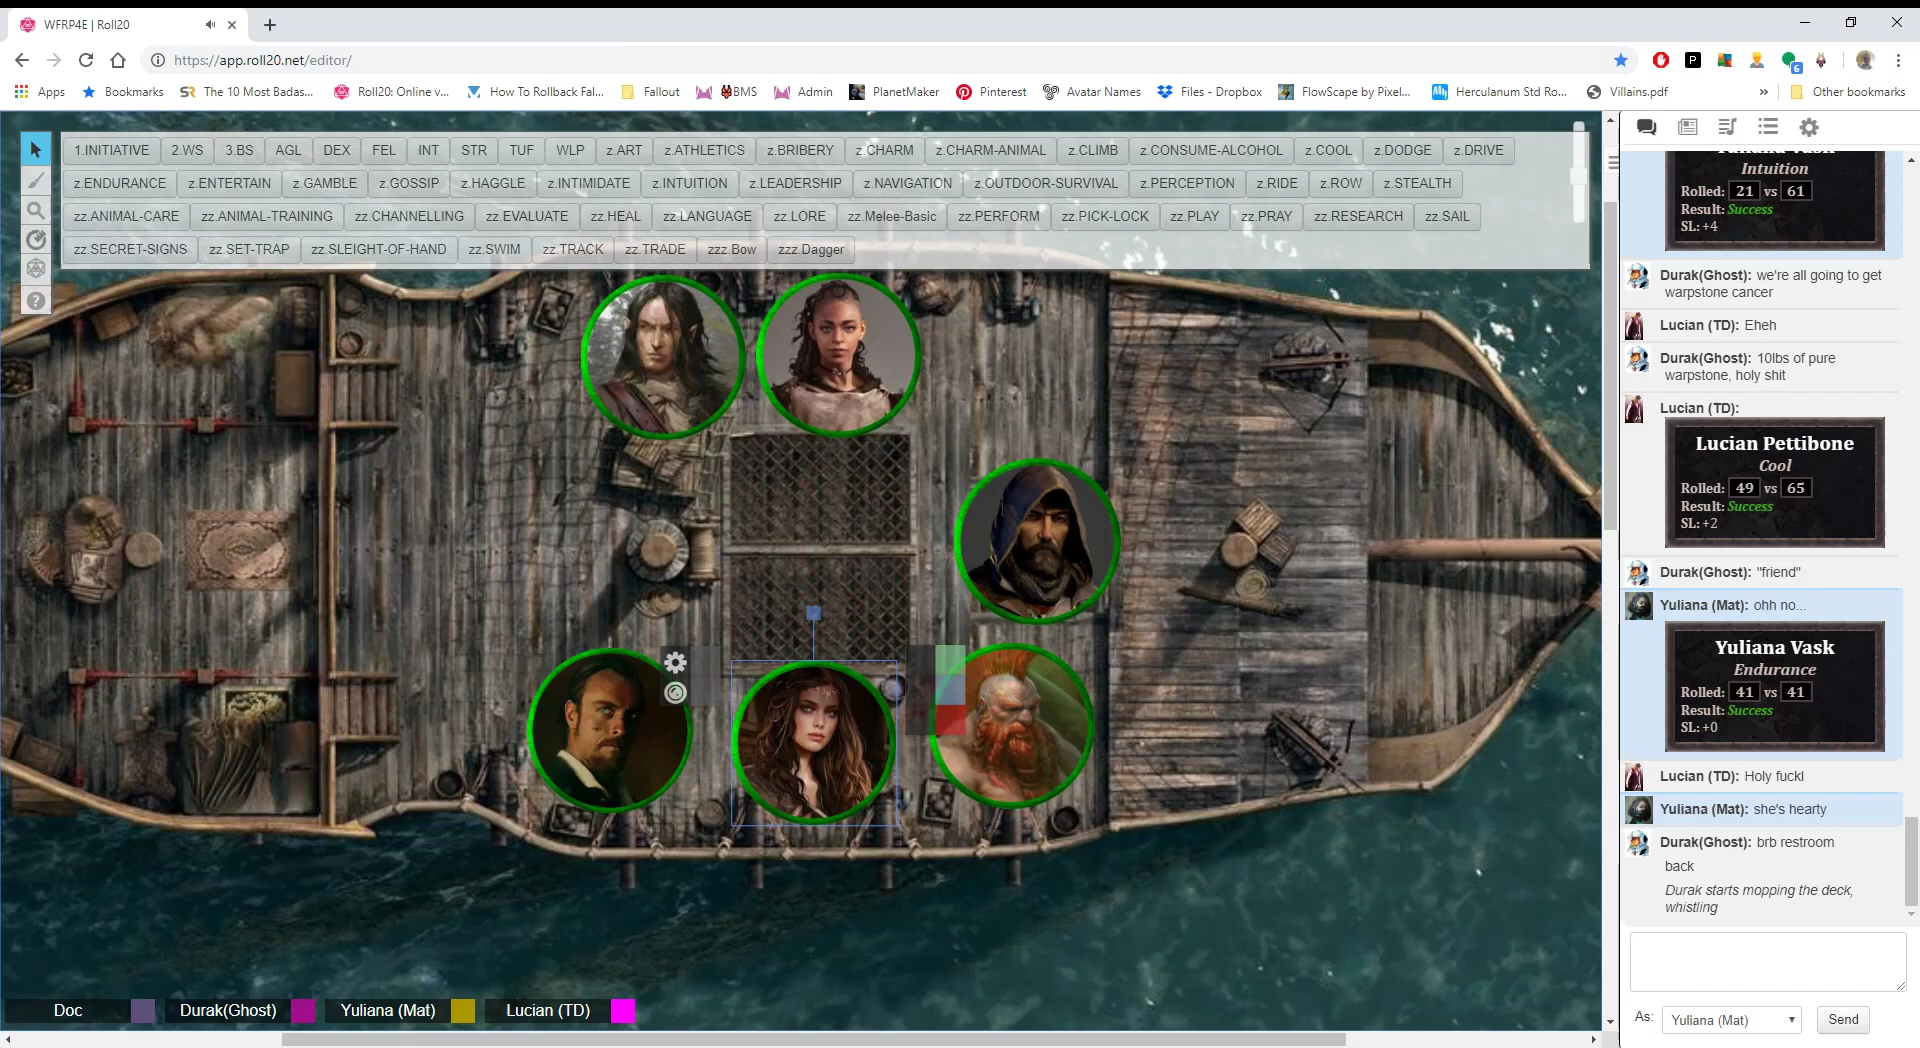 WFRP4E | Roll20
https://app.roll20.net/editor/
P
6
Apps
Bookmarks
SR
The 10 Most Badas...
Roll20: Online v...
How To Rollback Fal...
Fallout
BMS
Admin
PlanetMaker
Pinterest
Avatar Names
Files - Dropbox
FlowScape by Pixel...
Herculanum Std Ro...
Villains.pdf
»
Other bookmarks
1.INITIATIVE 2.WS 3.BS AGL DEX FEL INT STR TUF WLP z.ART z.ATHLETICS z.BRIBERY z.CHARM z.CHARM-ANIMAL z.CLIMB z.CONSUME-ALCOHOL z.COOL z.DODGE z.DRIVE
z.ENDURANCE z.ENTERTAIN z.GAMBLE z.GOSSIP z.HAGGLE z.INTIMIDATE z.INTUITION z.LEADERSHIP z.NAVIGATION z.OUTDOOR-SURVIVAL z.PERCEPTION z.RIDE z.ROW z.STEALTH
zz.ANIMAL-CARE zz.ANIMAL-TRAINING zz.CHANNELLING zz.EVALUATE zz.HEAL zz.LANGUAGE zz.LORE zz.Melee-Basic zz.PERFORM zz.PICK-LOCK zz.PLAY zz.PRAY zz.RESEARCH zz.SAIL
zz.SECRET-SIGNS zz.SET-TRAP zz.SLEIGHT-OF-HAND zz.SWIM zz.TRACK zz.TRADE zzz.Bow zzz.Dagger
Yuliana Vask
Intuition
Rolled: 21 vs 61
Result: Success
SL: +4
Durak(Ghost): we're all going to get
warpstone cancer
Lucian (TD): Eheh
Durak(Ghost): 10lbs of pure
warpstone, holy shit
Lucian (TD):
Lucian Pettibone
Cool
Rolled: 49 vs 65
Result: Success
SL: +2
Durak(Ghost): "friend"
Yuliana (Mat): ohh no...
Yuliana Vask
Endurance
Rolled: 41 vs 41
Result: Success
SL: +0
Lucian (TD): Holy fuckl
Yuliana (Mat): she's hearty
Durak(Ghost): brb restroom
back
Durak starts mopping the deck,
whistling
Doc
Durak(Ghost)
Yuliana (Mat)
Lucian (TD)
As: Yuliana (Mat) Send